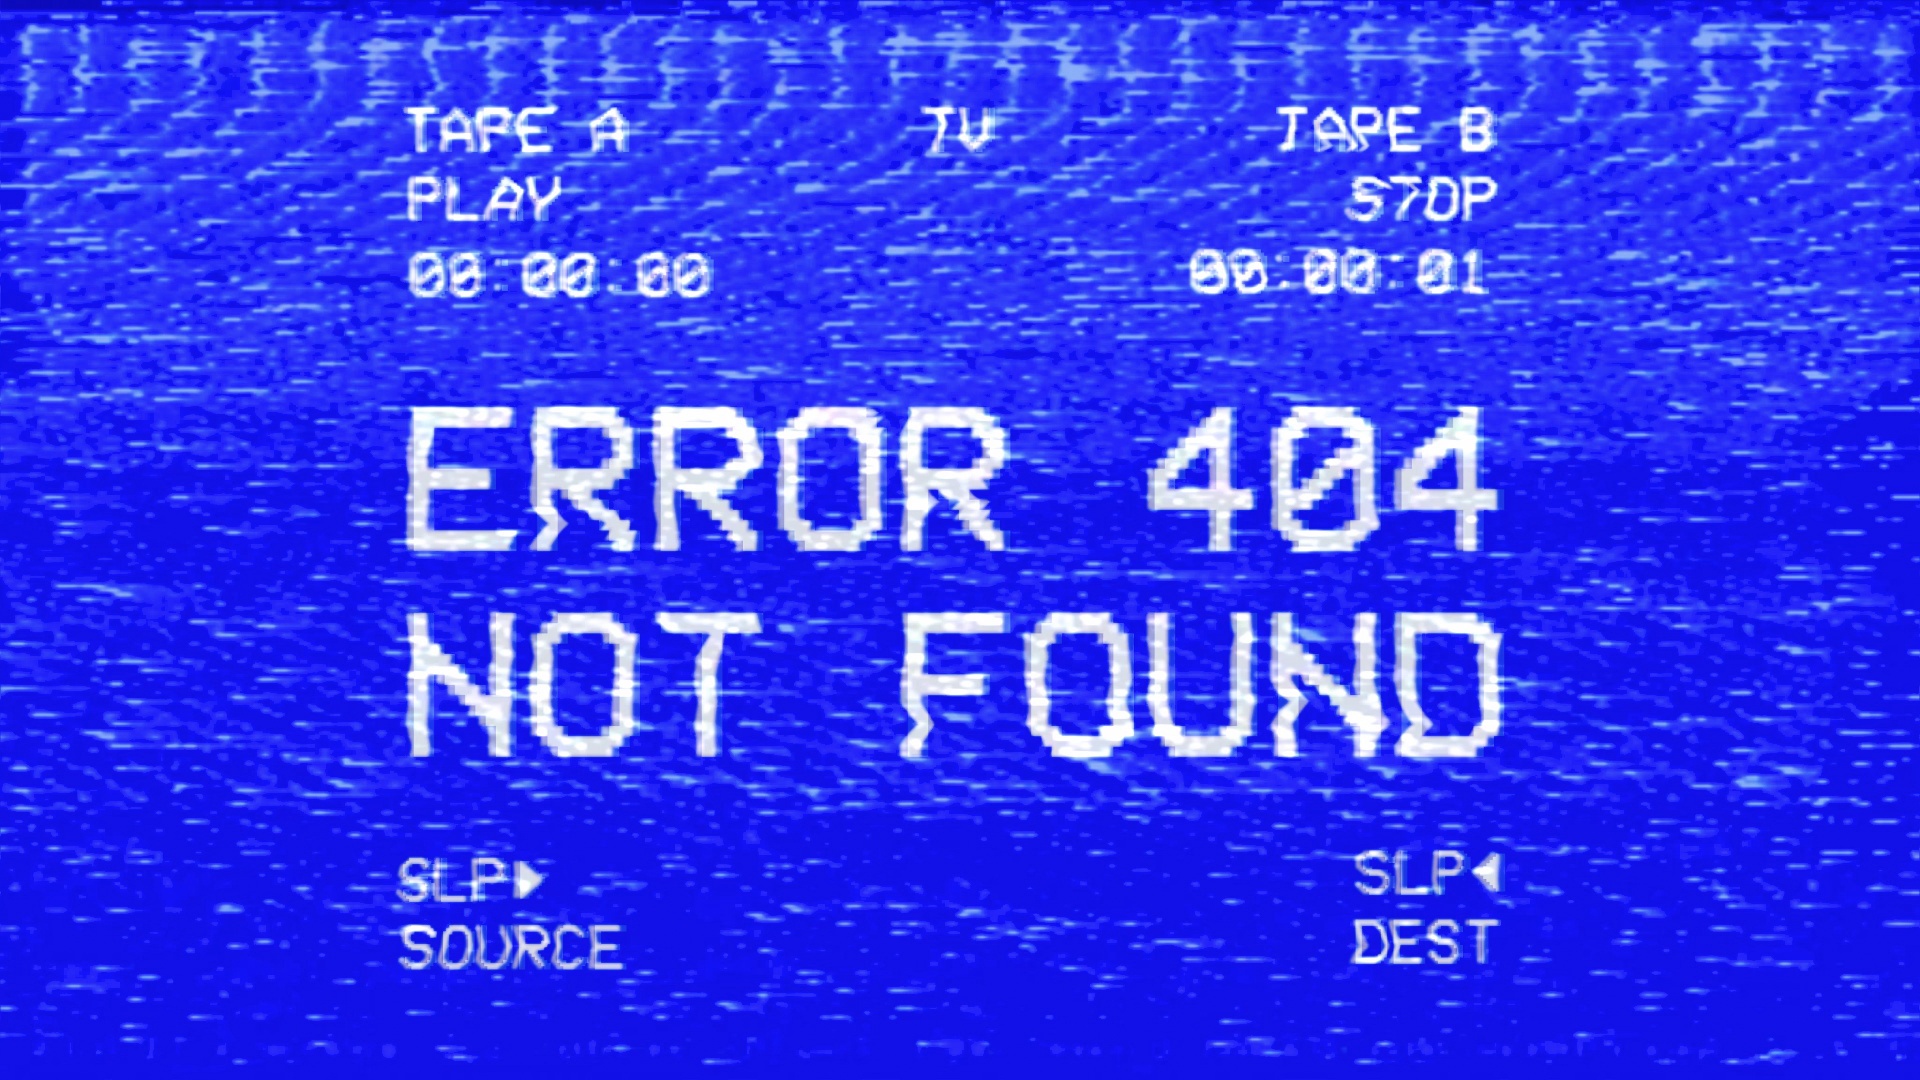 TAPE A TV TAPE B
PLAY STOP
00:00:00 00:00:01
ERROR 404
NOT FOUND
SLP▶ SLP◀
SOURCE DEST